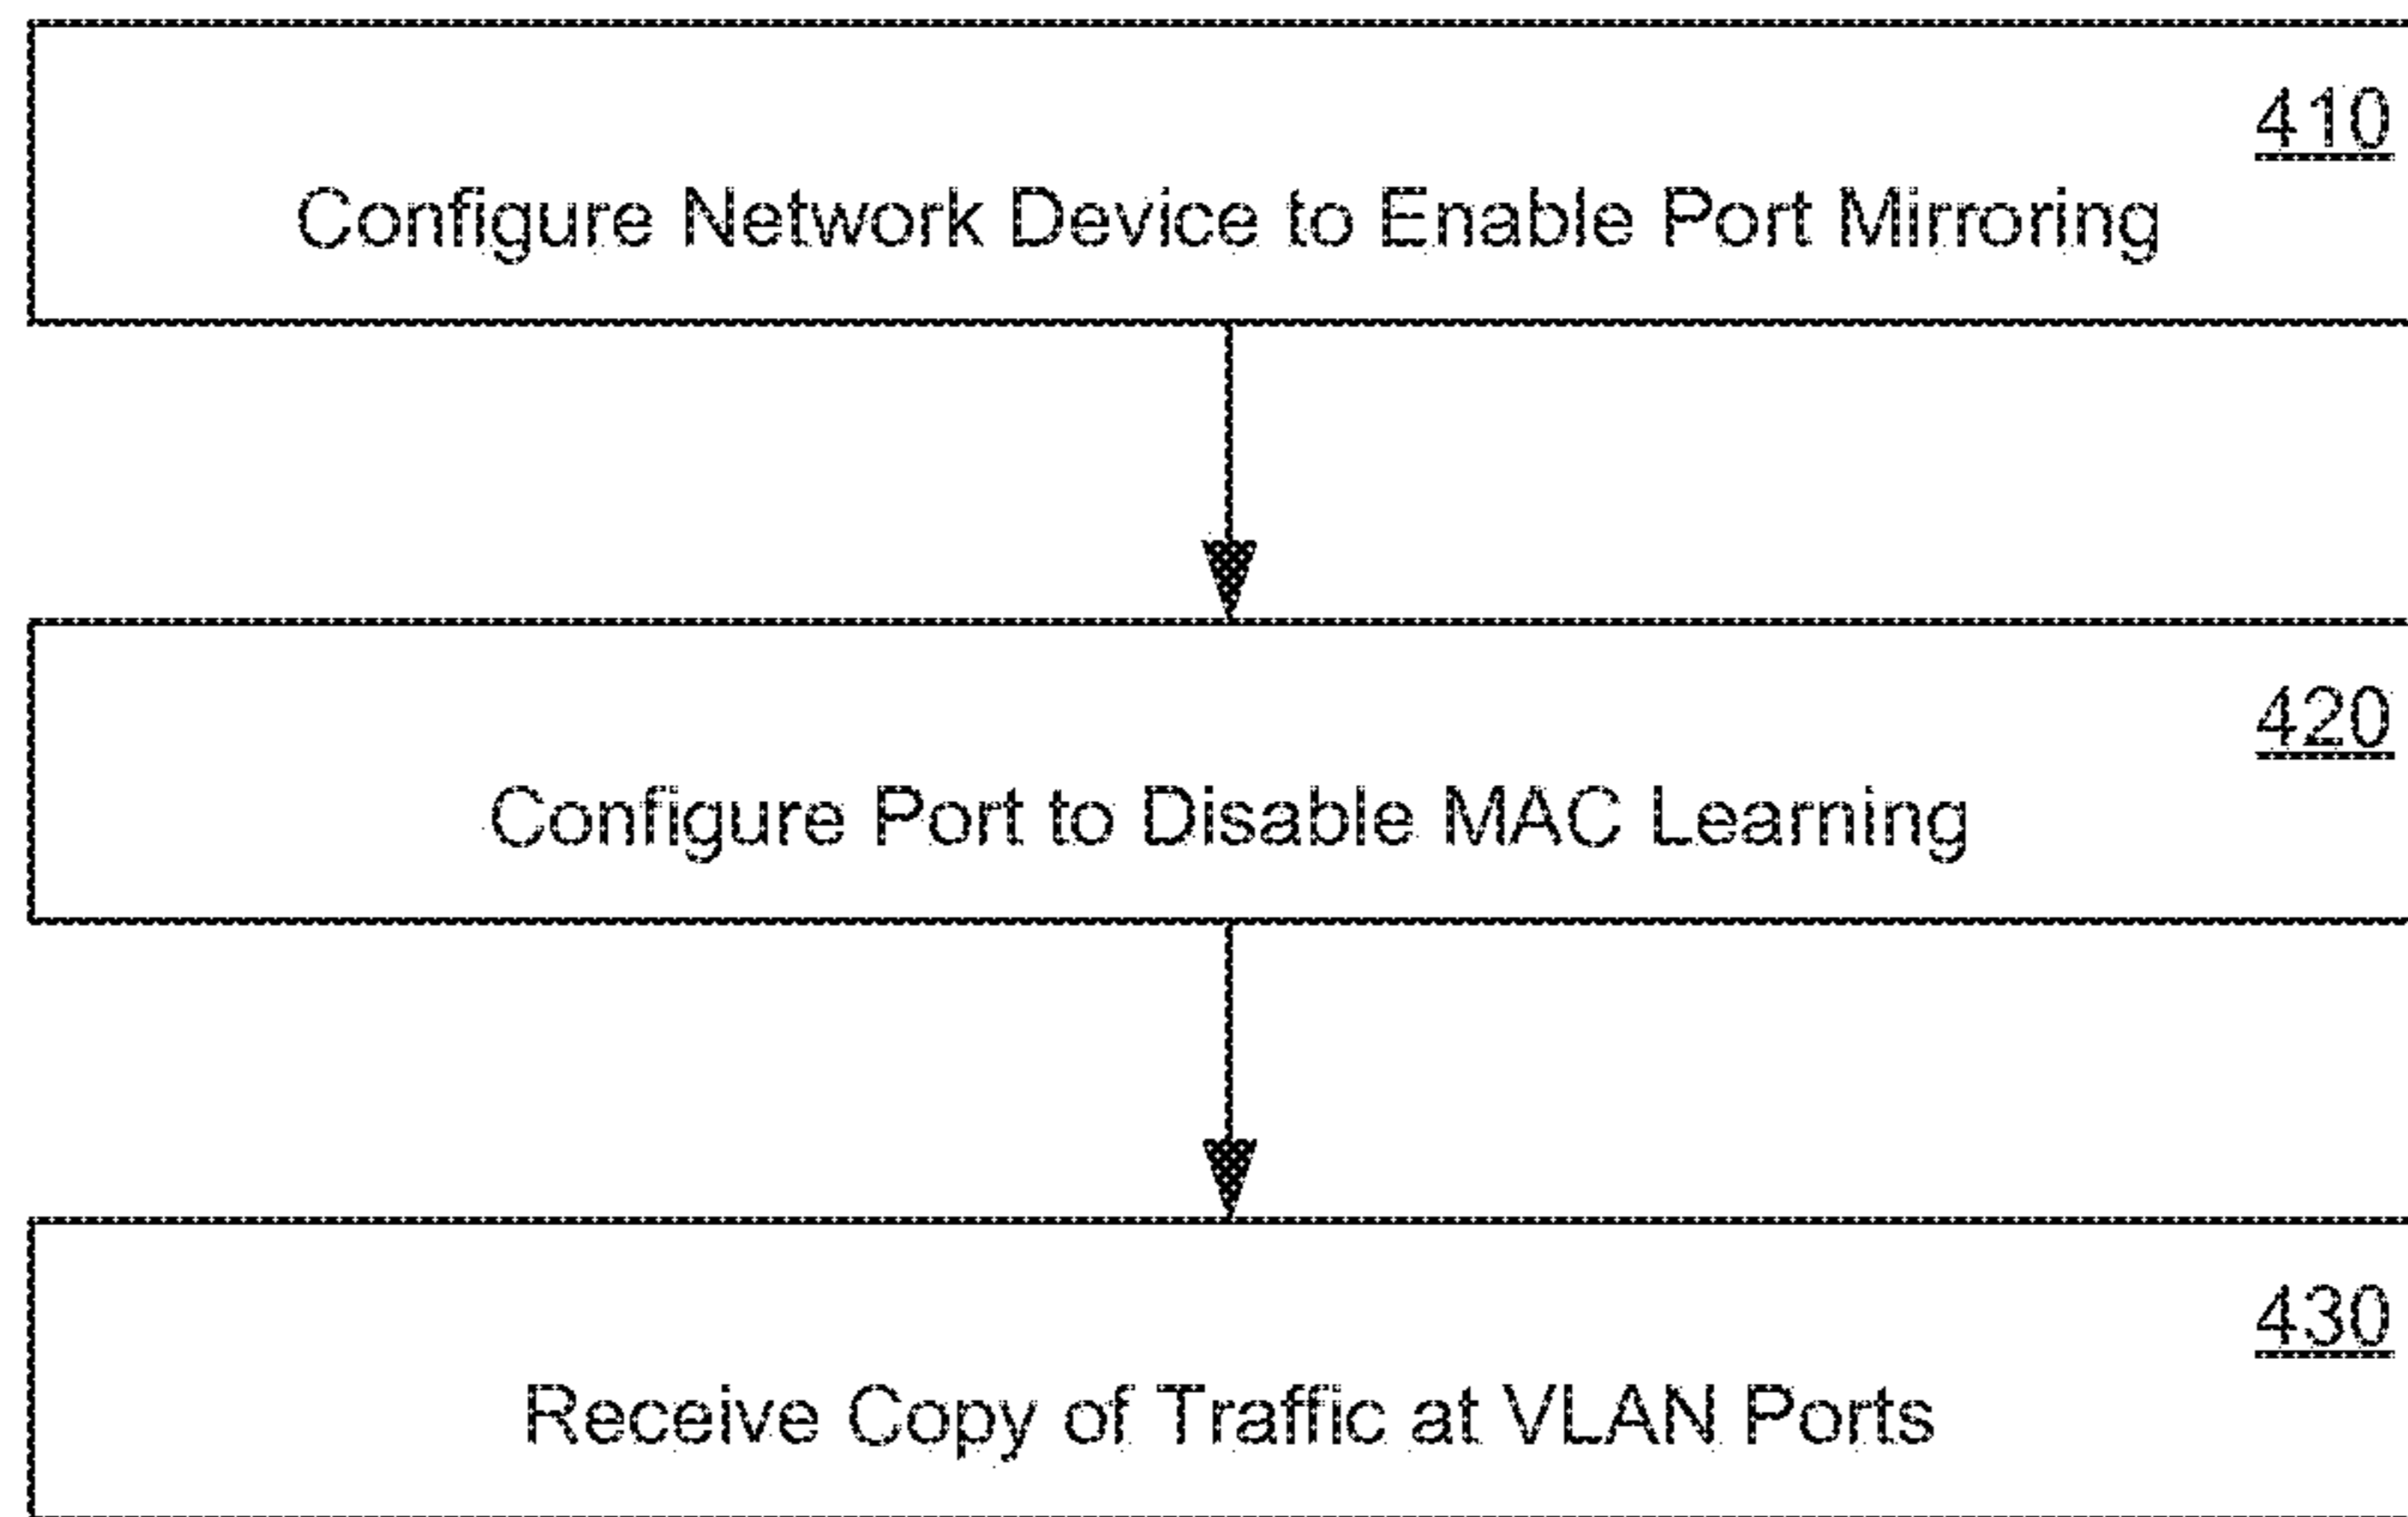 410
Configure Network Device to Enable Port Mirroring
420
Configure Port to Disable MAC Learning
430
Receive Copy of Traffic at VLAN Ports